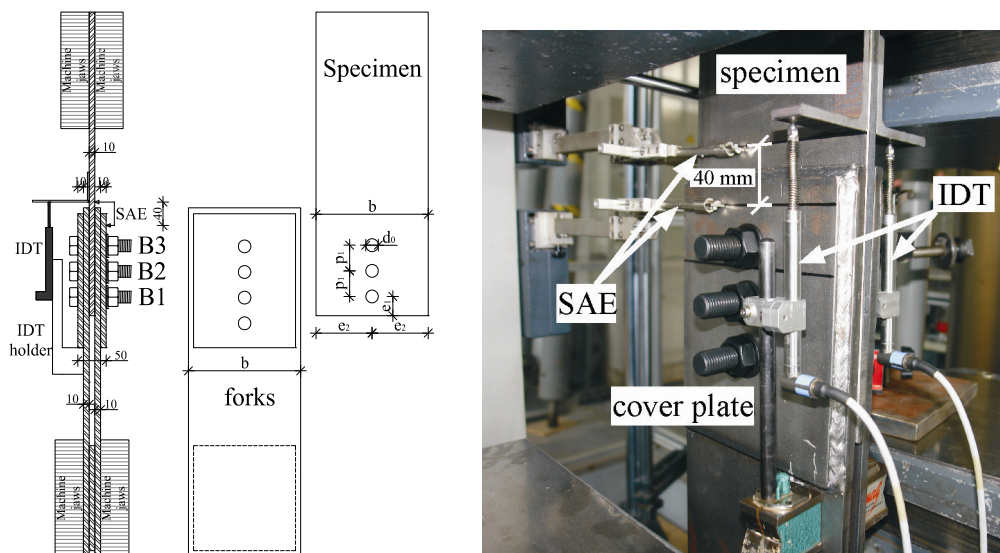 Machine
jaws
Machine
jaws
10
10
10
SAE
40
IDT
B3
B2
B1
IDT
holder
50
10
10
Machine
jaws
Machine
jaws
b
forks
Specimen
b
d₀
p₁
p₁
e₁
e₂
e₂
specimen
40 mm
IDT
SAE
cover plate